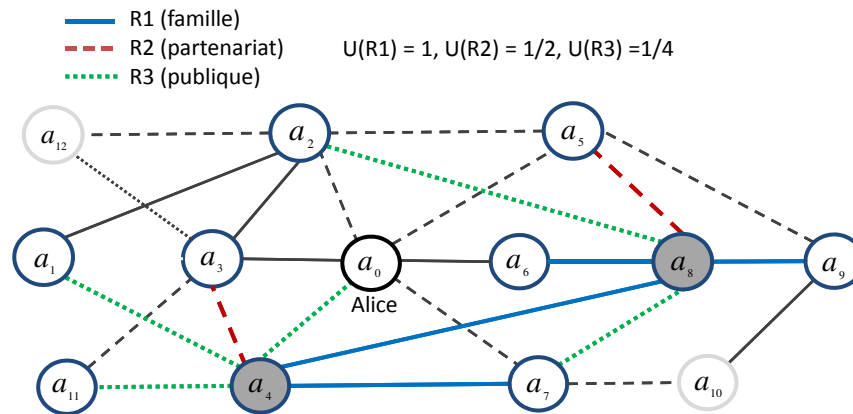 R1 (famille)
R2 (partenariat) U(R1) = 1, U(R2) = 1/2, U(R3) =1/4
R3 (publique)
a₁₂
a₂
a₅
a₁
a₃
a₀
a₆
a₈
a₉
Alice
a₁₁
a₄
a₇
a₁₀